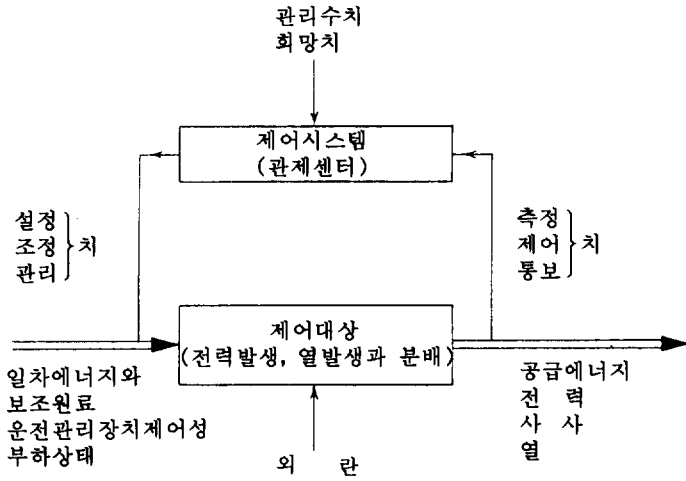 관리수치
희망치
제어시스템
(관제센터)
설정
조정
관리
치
측정
제어
통보
치
제어대상
(전력발생, 열발생과 분배)
일차에너지와
보조원료
운전관리장치제어성
부하상태
공급에너지
전 력
사 사
열
외 란